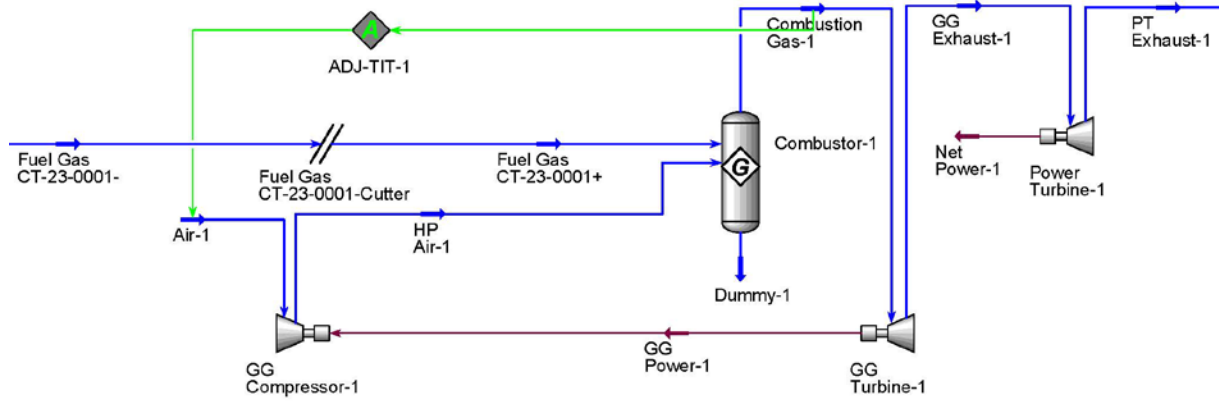 Combustion
Gas-1
GG
Exhaust-1
PT
Exhaust-1
A
ADJ-TIT-1
Fuel Gas
CT-23-0001-
Fuel Gas
CT-23-0001-Cutter
Fuel Gas
CT-23-0001+
Combustor-1
G
Net
Power-1
Power
Turbine-1
Air-1
HP
Air-1
Dummy-1
GG
Compressor-1
GG
Power-1
GG
Turbine-1